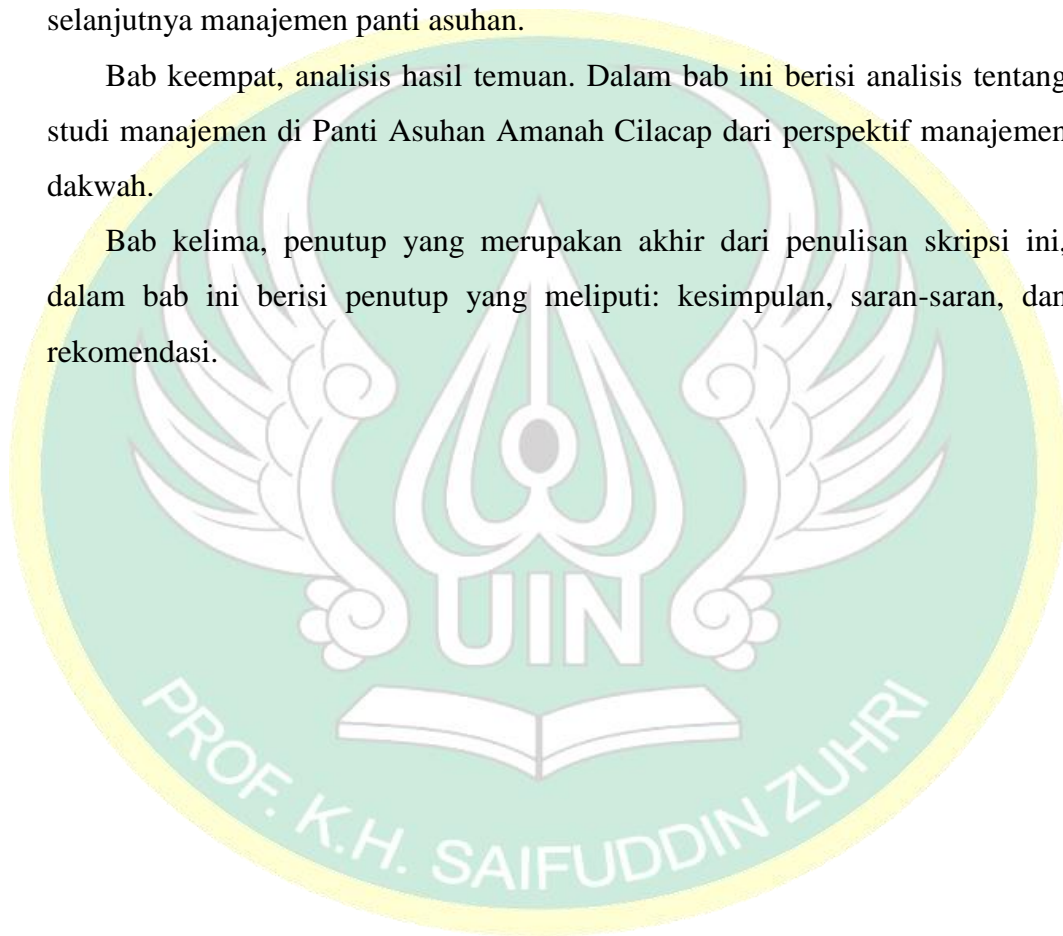 selanjutnya manajemen panti asuhan.
Bab keempat, analisis hasil temuan. Dalam bab ini berisi analisis tentang
studi manajemen di Panti Asuhan Amanah Cilacap dari perspektif manajemen
dakwah.
Bab kelima, penutup yang merupakan akhir dari penulisan skripsi ini,
dalam bab ini berisi penutup yang meliputi: kesimpulan, saran-saran, dan
rekomendasi.
UIN
PROF. K.H. SAIFUDDIN ZUHRI